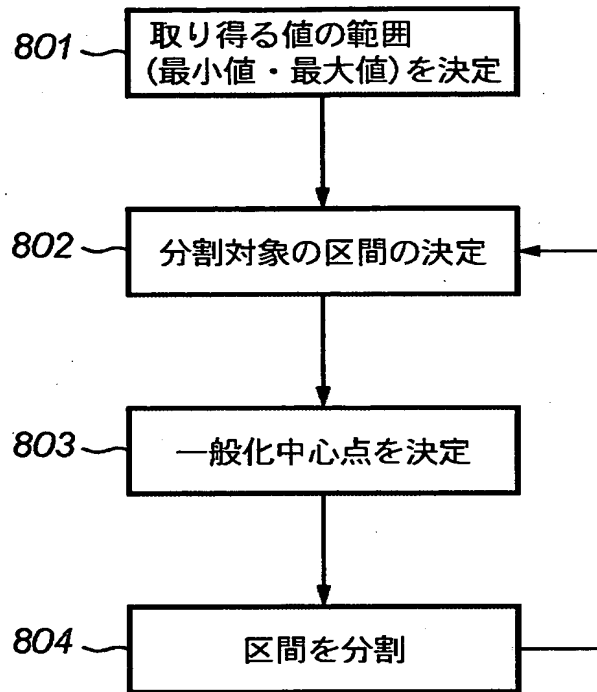 801
取り得る値の範囲
(最小値・最大値)を決定
802
分割対象の区間の決定
803
一般化中心点を決定
804
区間を分割